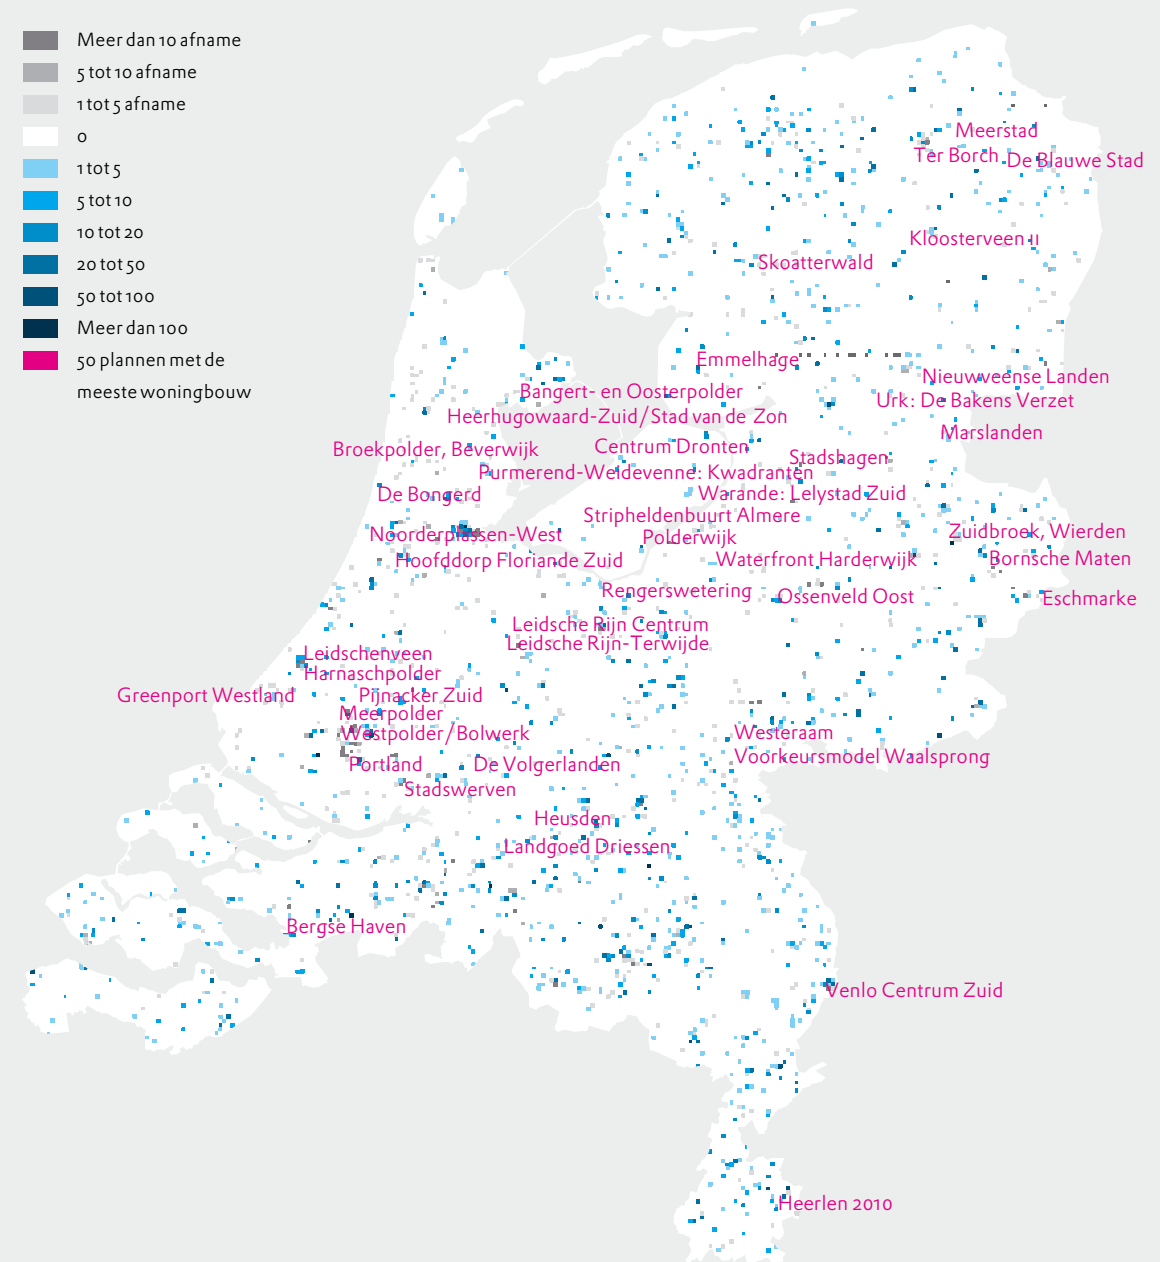 Meer dan 10 afname
5 tot 10 afname
1 tot 5 afname
0
1 tot 5
5 tot 10
10 tot 20
20 tot 50
50 tot 100
Meer dan 100
50 plannen met de
meeste woningbouw
Meerstad
Ter Borch
De Blauwe Stad
Kloosterveen II
Skoatterwald
Emmelhage
Nieuwveense Landen
Bangert- en Oosterpolder
Urk: De Bakens Verzet
Heerhugowaard-Zuid/Stad van de Zon
Marslanden
Broekpolder, Beverwijk
Centrum Dronten
Stadshagen
Purmerend-Weidevenne: Kwadranten
De Bongerd
Warande: Lelystad Zuid
Stripheldenbuurt Almere
Noorderplassen-West
Polderwijk
Zuidbroek, Wierden
Hoofddorp Floriande Zuid
Waterfront Harderwijk
Bornsche Maten
Rengerswetering
Ossenveld Oost
Eschmarke
Leidsche Rijn Centrum
Leidsche Rijn-Terwijde
Leidschenveen
Harnaschpolder
Greenport Westland
Pijnacker Zuid
Meerpolder
Westpolder/Bolwerk
Westeraam
Voorkeursmodel Waalsprong
Portland
De Volgerlanden
Stadswerven
Heusden
Landgoed Driessen
Bergse Haven
Venlo Centrum Zuid
Heerlen 2010